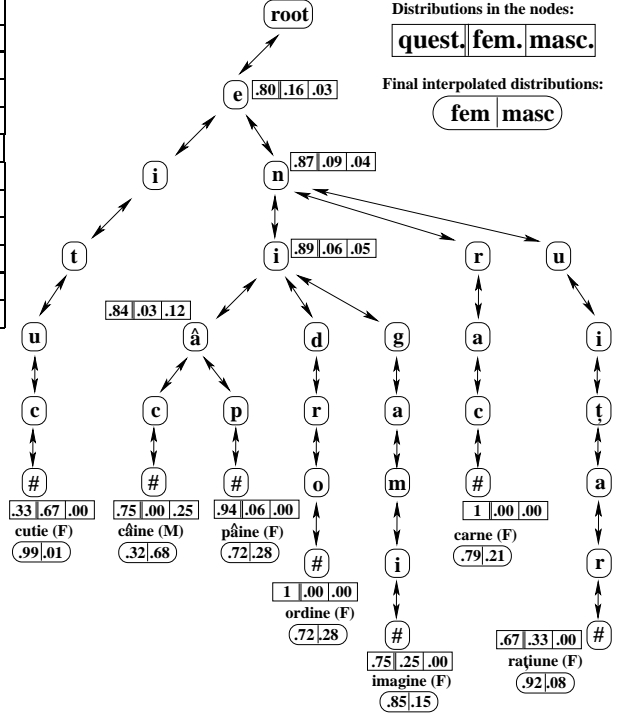 root
Distributions in the nodes:
quest. fem. masc.
Final interpolated distributions:
fem masc
e .80 .16 .03
i n .87 .09 .04
t i .89 .06 .05 r u
.84 .03 .12
u â d g a i
c c p r a c ț
# # # o m # a
.33 .67 .00 .75 .00 .25 .94 .06 .00 1 .00 .00
cutie (F) câine (M) pâine (F) carne (F)
.99 .01 .32 .68 .72 .28 .79 .21
# i r
1 .00 .00
ordine (F)
.72 .28
# .67 .33 .00 #
.75 .25 .00 rațiune (F)
imagine (F) .92 .08
.85 .15